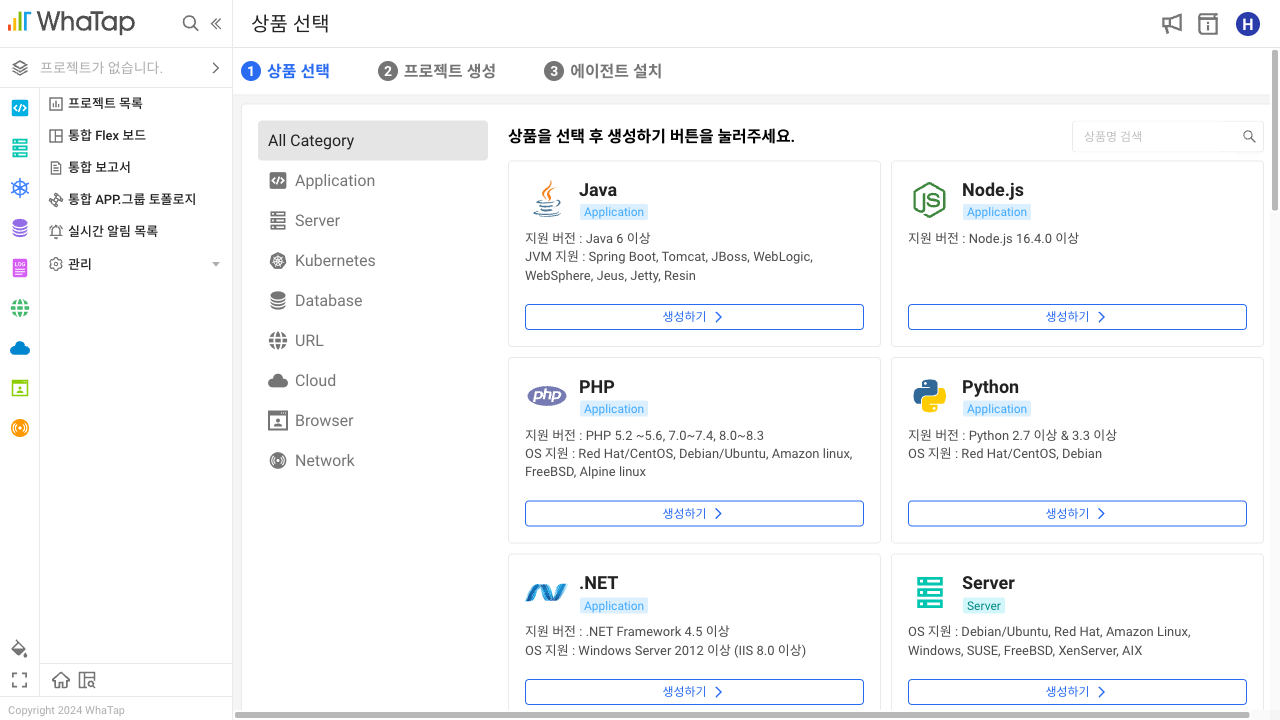 WhaTap
상품 선택
H
프로젝트가 없습니다.
1 상품 선택
2 프로젝트 생성
3 에이전트 설치
프로젝트 목록
통합 Flex 보드
통합 보고서
통합 APP.그룹 토폴로지
실시간 알림 목록
관리
LOG
Copyright 2024 WhaTap
All Category
Application
Server
Kubernetes
Database
URL
Cloud
Browser
Network
상품을 선택 후 생성하기 버튼을 눌러주세요.
상품명 검색
Java
Application
지원 버전 : Java 6 이상
JVM 지원 : Spring Boot, Tomcat, JBoss, WebLogic,
WebSphere, Jeus, Jetty, Resin
생성하기
JS
Node.js
Application
지원 버전 : Node.js 16.4.0 이상
생성하기
php
PHP
Application
지원 버전 : PHP 5.2 ~5.6, 7.0~7.4, 8.0~8.3
OS 지원 : Red Hat/CentOS, Debian/Ubuntu, Amazon linux,
FreeBSD, Alpine linux
생성하기
Python
Application
지원 버전 : Python 2.7 이상 & 3.3 이상
OS 지원 : Red Hat/CentOS, Debian
생성하기
.NET
Application
지원 버전 : .NET Framework 4.5 이상
OS 지원 : Windows Server 2012 이상 (IIS 8.0 이상)
생성하기
Server
Server
OS 지원 : Debian/Ubuntu, Red Hat, Amazon Linux,
Windows, SUSE, FreeBSD, XenServer, AIX
생성하기